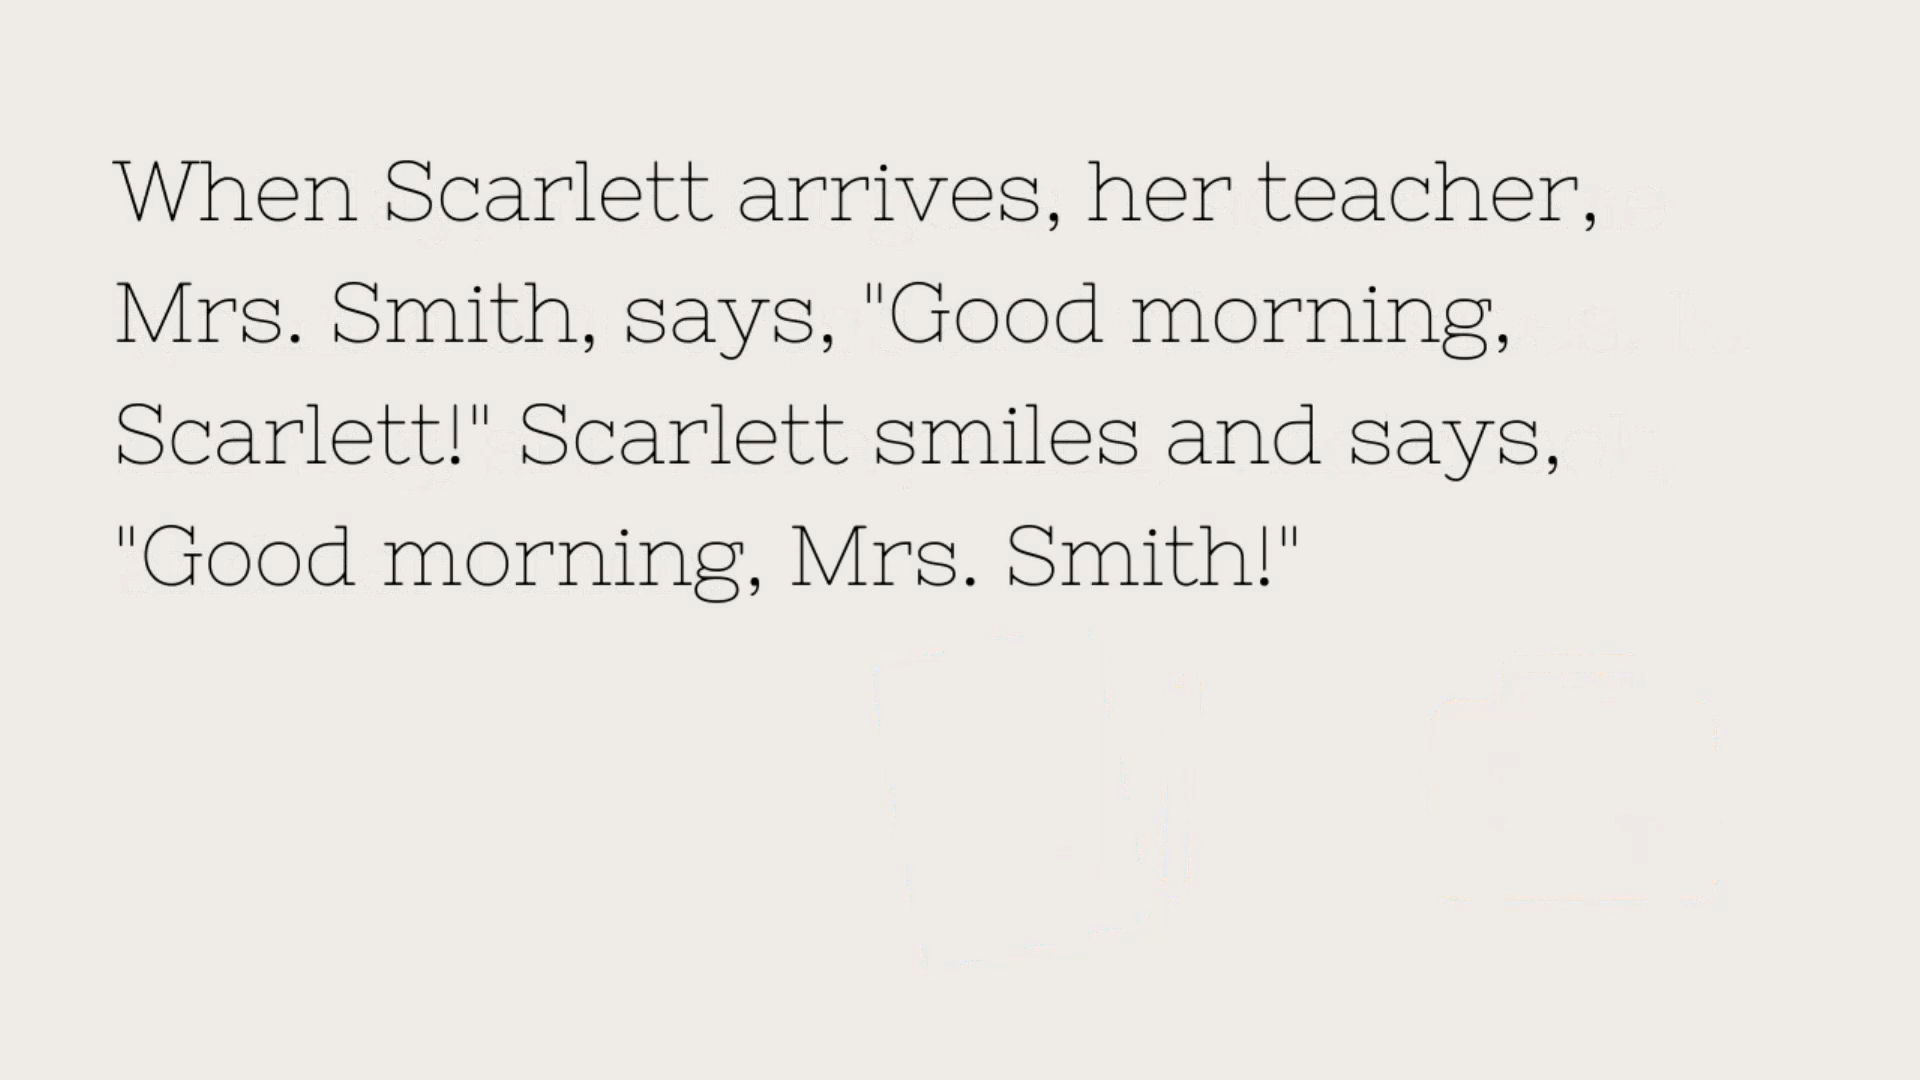 When Scarlett arrives, her teacher,
Mrs. Smith, says, "Good morning,
Scarlett!" Scarlett smiles and says,
"Good morning, Mrs. Smith!"